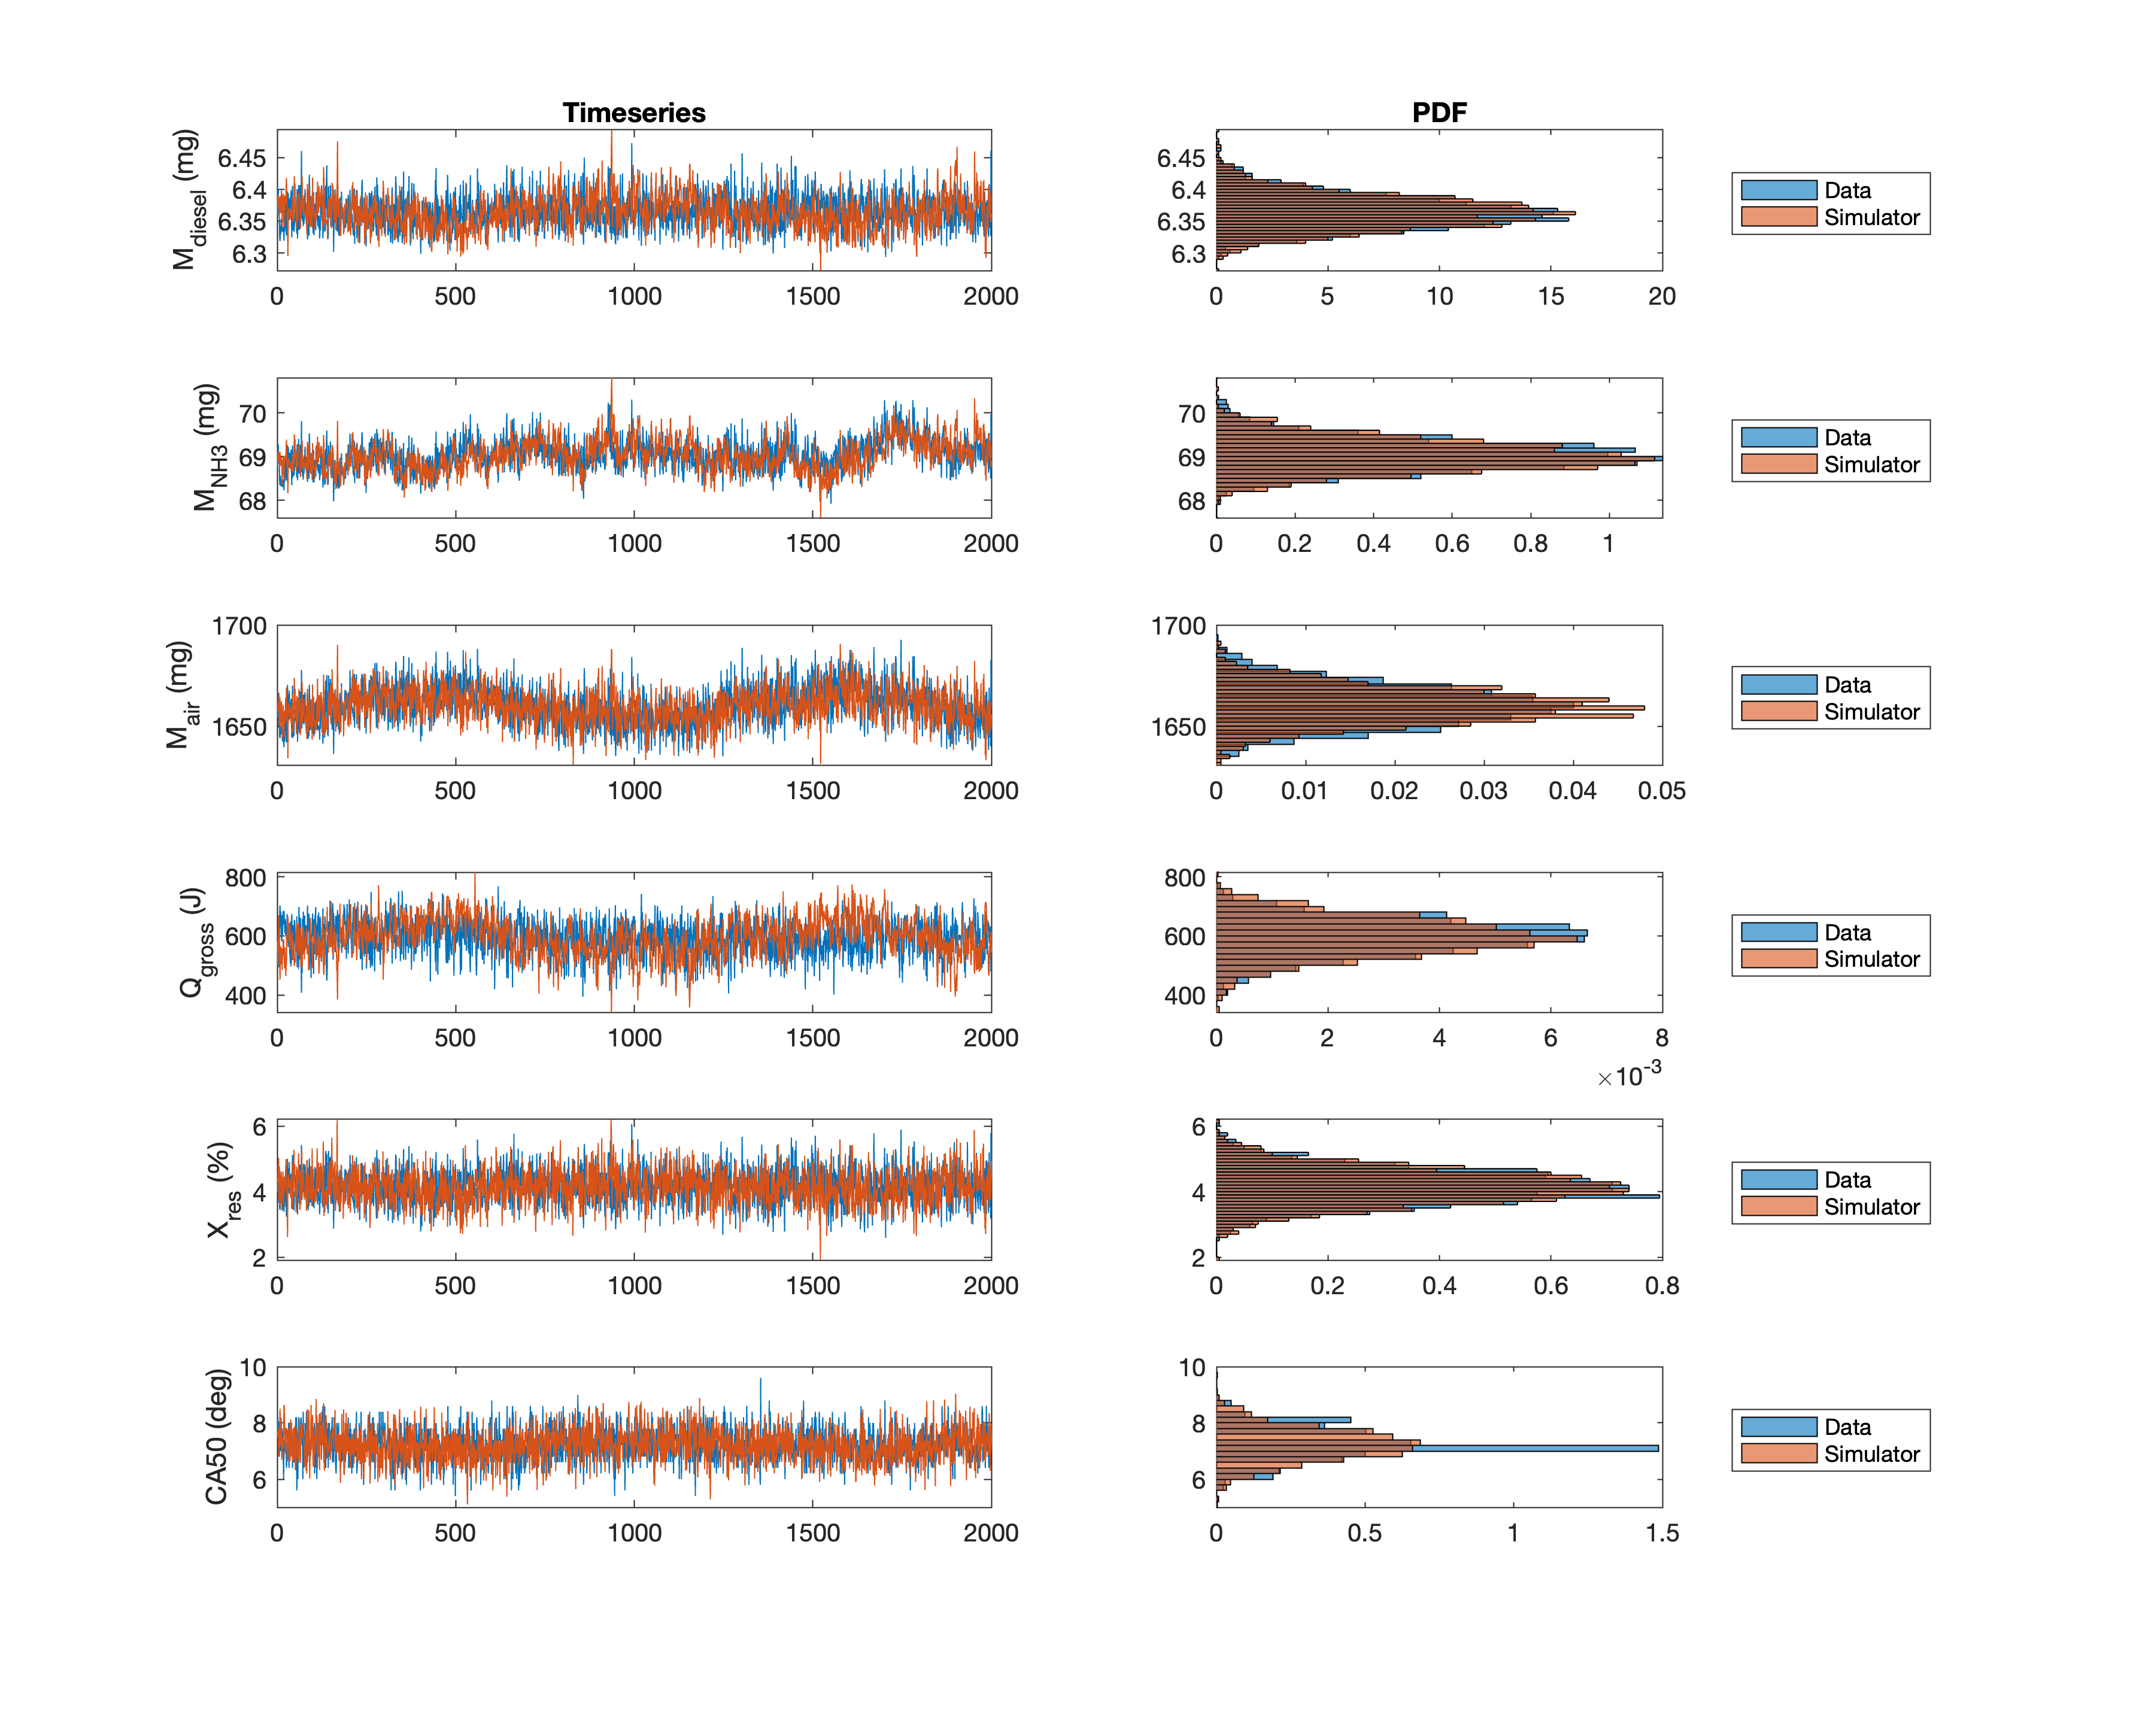 Timeseries
PDF
M_diesel (mg)
6.45
6.4
6.35
6.3
0 500 1000 1500 2000
6.45
6.4
6.35
6.3
0 5 10 15 20
Data
Simulator
M_NH3 (mg)
70
69
68
0 500 1000 1500 2000
70
69
68
0 0.2 0.4 0.6 0.8 1
Data
Simulator
M_air (mg)
1700
1650
0 500 1000 1500 2000
1700
1650
0 0.01 0.02 0.03 0.04 0.05
Data
Simulator
Q_gross (J)
800
600
400
0 500 1000 1500 2000
800
600
400
0 2 4 6 8
×10^-3
Data
Simulator
X_res (%)
6
4
2
0 500 1000 1500 2000
6
4
2
0 0.2 0.4 0.6 0.8
Data
Simulator
CA50 (deg)
10
8
6
0 500 1000 1500 2000
10
8
6
0 0.5 1 1.5
Data
Simulator